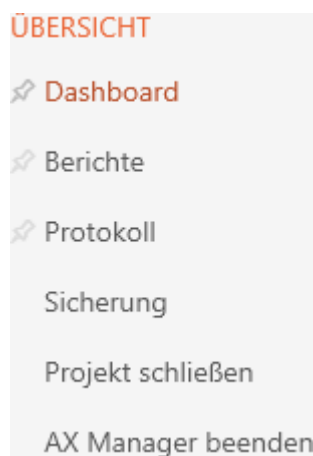 ÜBERSICHT
Dashboard
Berichte
Protokoll
Sicherung
Projekt schließen
AX Manager beenden